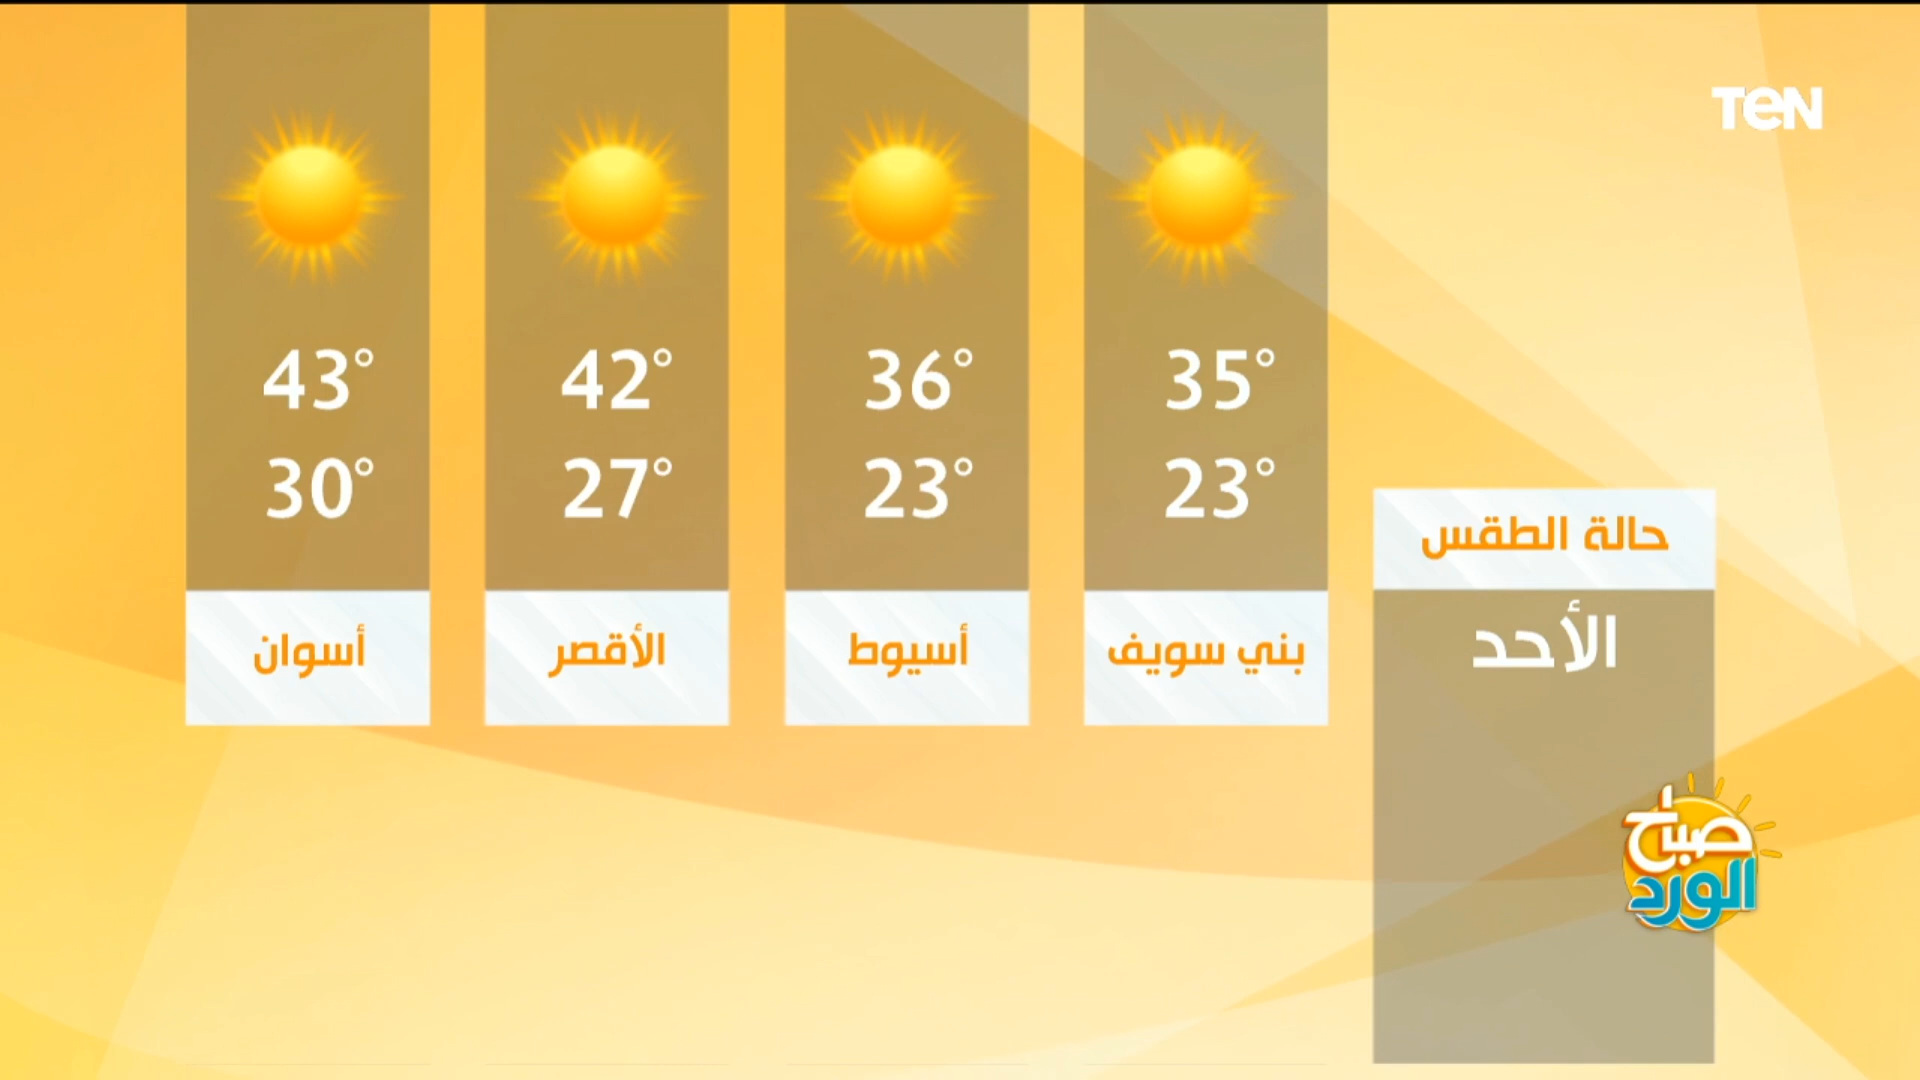 TEN
43° 42° 36° 35°
30° 27° 23° 23°
حالة الطقس
بني سويف
أسيوط
الأقصر
أسوان
الأحد
صباح
الورد